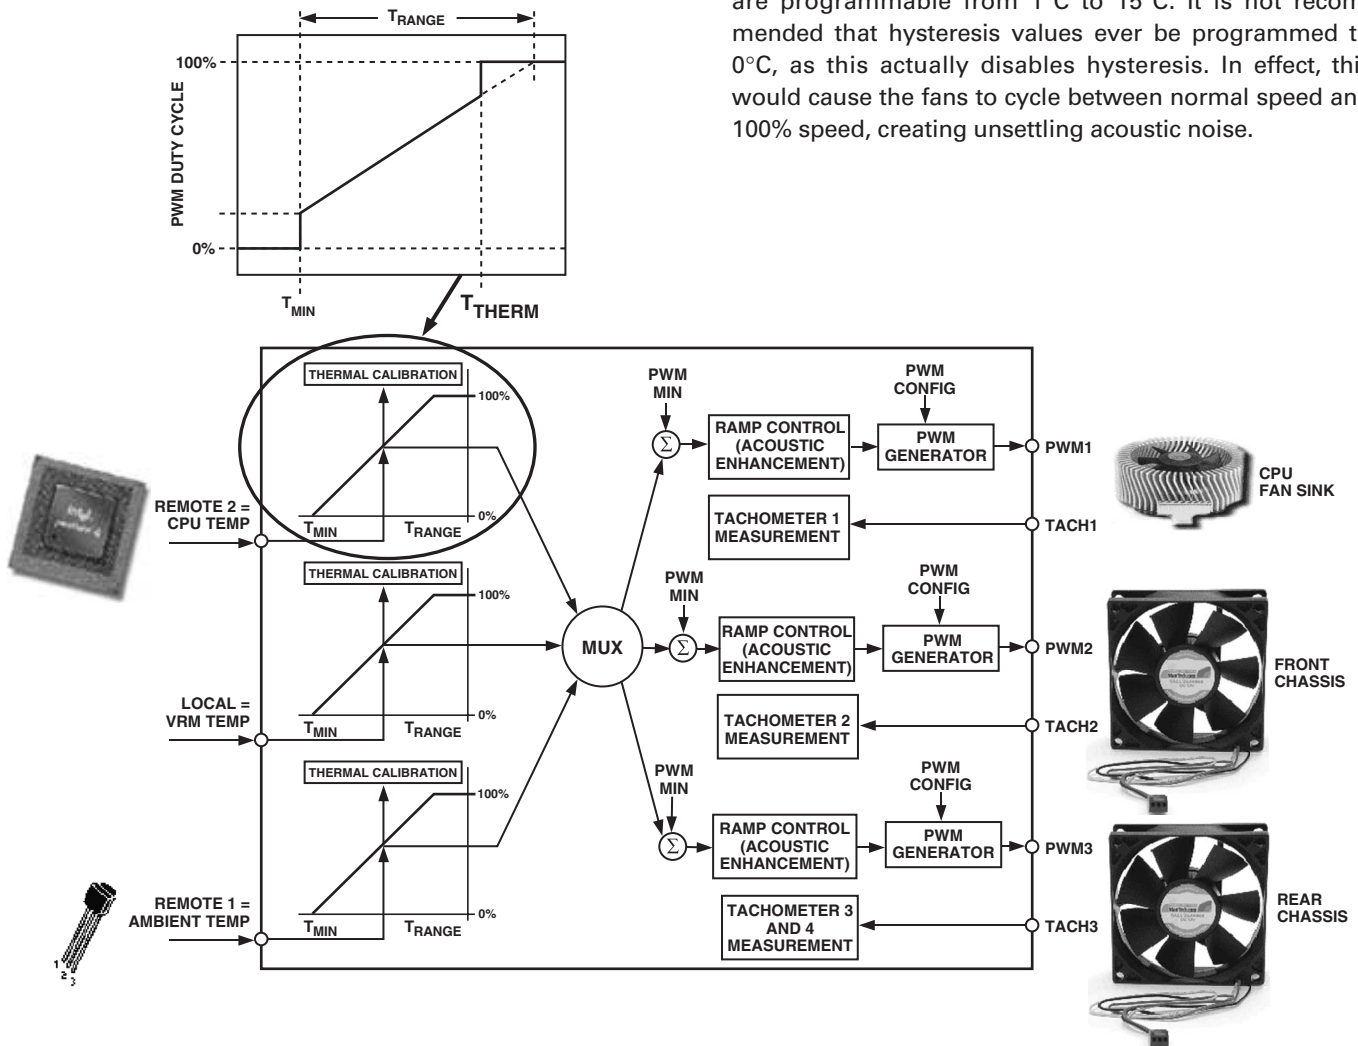 are programmable from 1°C to 15°C. It is not recom
mended that hysteresis values ever be programmed t
0°C, as this actually disables hysteresis. In effect, thi
would cause the fans to cycle between normal speed an
100% speed, creating unsettling acoustic noise.
TRANGE
100%
PWM DUTY CYCLE
0%
TMIN
TTHERM
THERMAL CALIBRATION
100%
REMOTE 2 =
CPU TEMP
TMIN
TRANGE
0%
THERMAL CALIBRATION
100%
LOCAL =
VRM TEMP
TMIN
TRANGE
0%
THERMAL CALIBRATION
100%
REMOTE 1 =
AMBIENT TEMP
TMIN
TRANGE
0%
1
2
3
MUX
PWM
MIN
Σ
RAMP CONTROL
(ACOUSTIC
ENHANCEMENT)
PWM
CONFIG
PWM
GENERATOR
PWM1
TACHOMETER 1
MEASUREMENT
TACH1
CPU
FAN SINK
PWM
MIN
Σ
RAMP CONTROL
(ACOUSTIC
ENHANCEMENT)
PWM
CONFIG
PWM
GENERATOR
PWM2
TACHOMETER 2
MEASUREMENT
TACH2
FRONT
CHASSIS
PWM
MIN
Σ
RAMP CONTROL
(ACOUSTIC
ENHANCEMENT)
PWM
CONFIG
PWM
GENERATOR
PWM3
TACHOMETER 3
AND 4
MEASUREMENT
TACH3
REAR
CHASSIS
intel
pentium 4